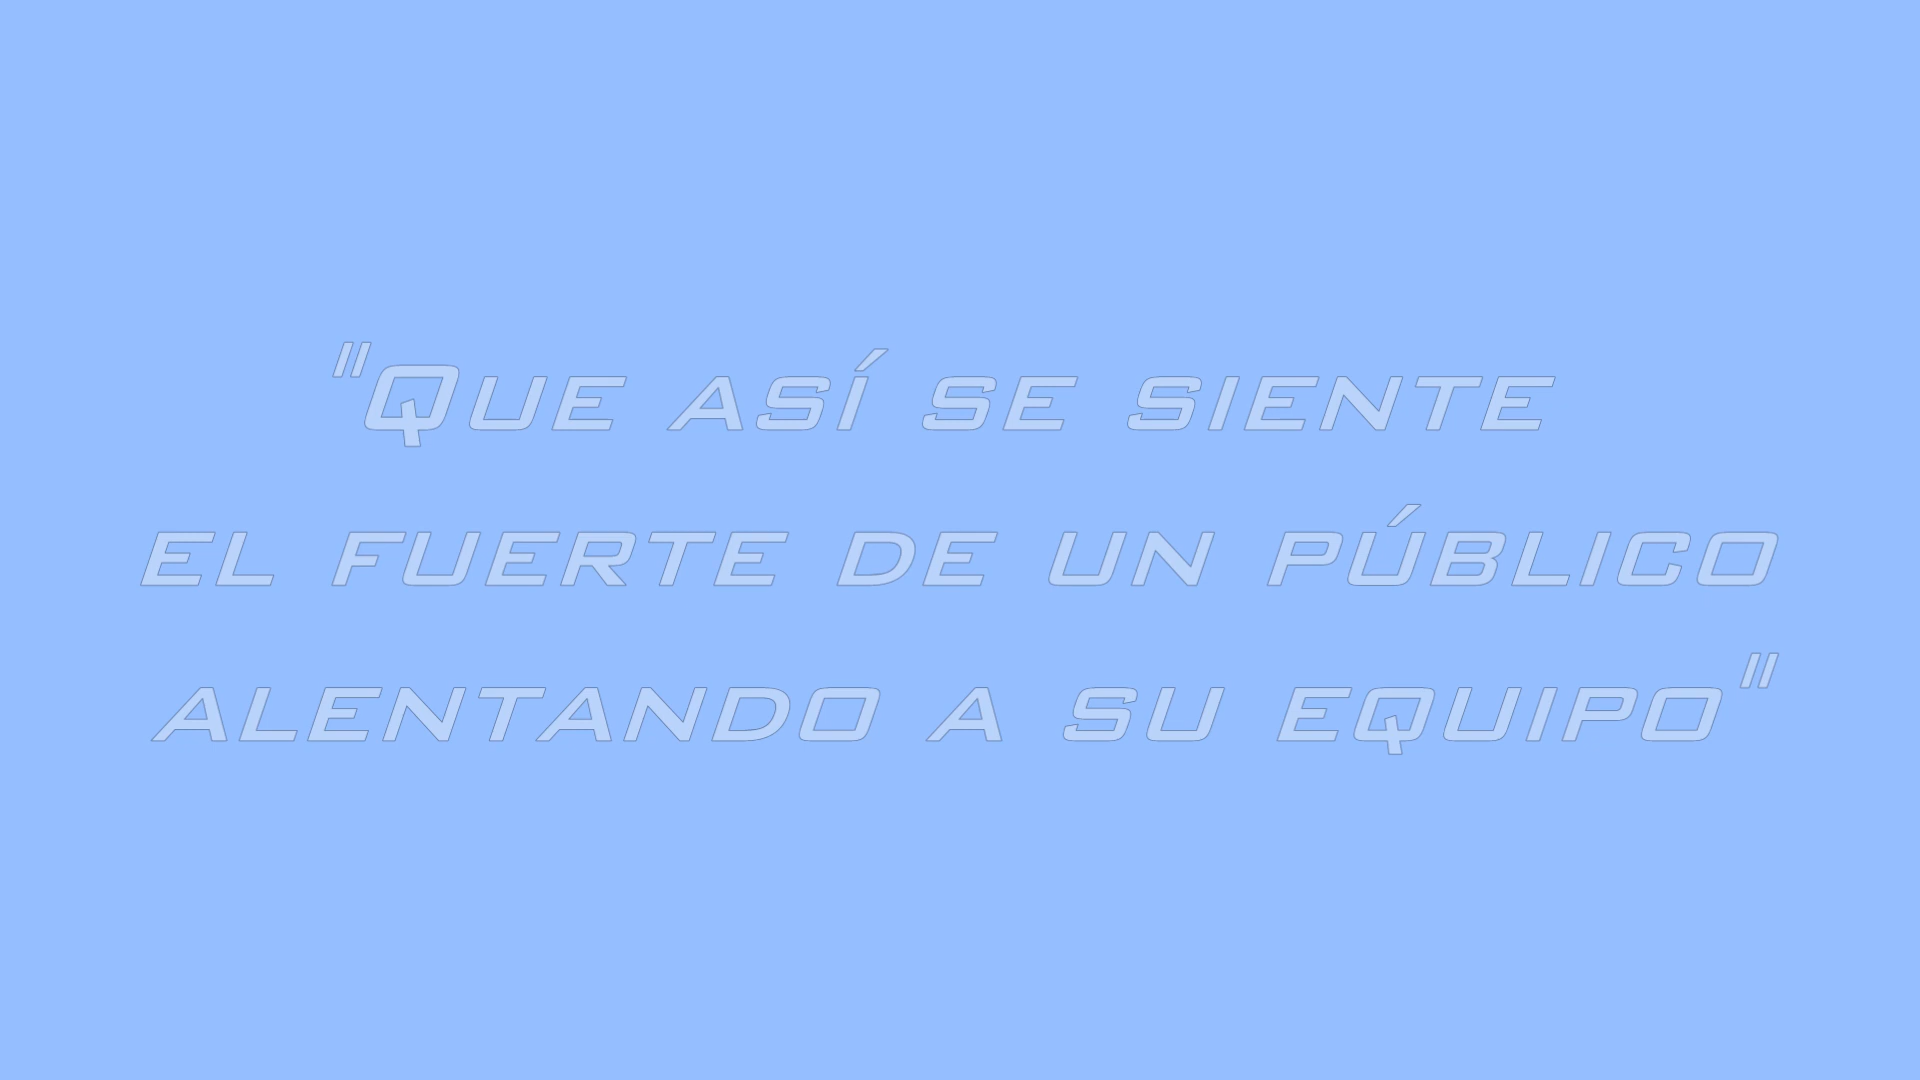 "Que así se siente
el fuerte de un público
alentando a su equipo"